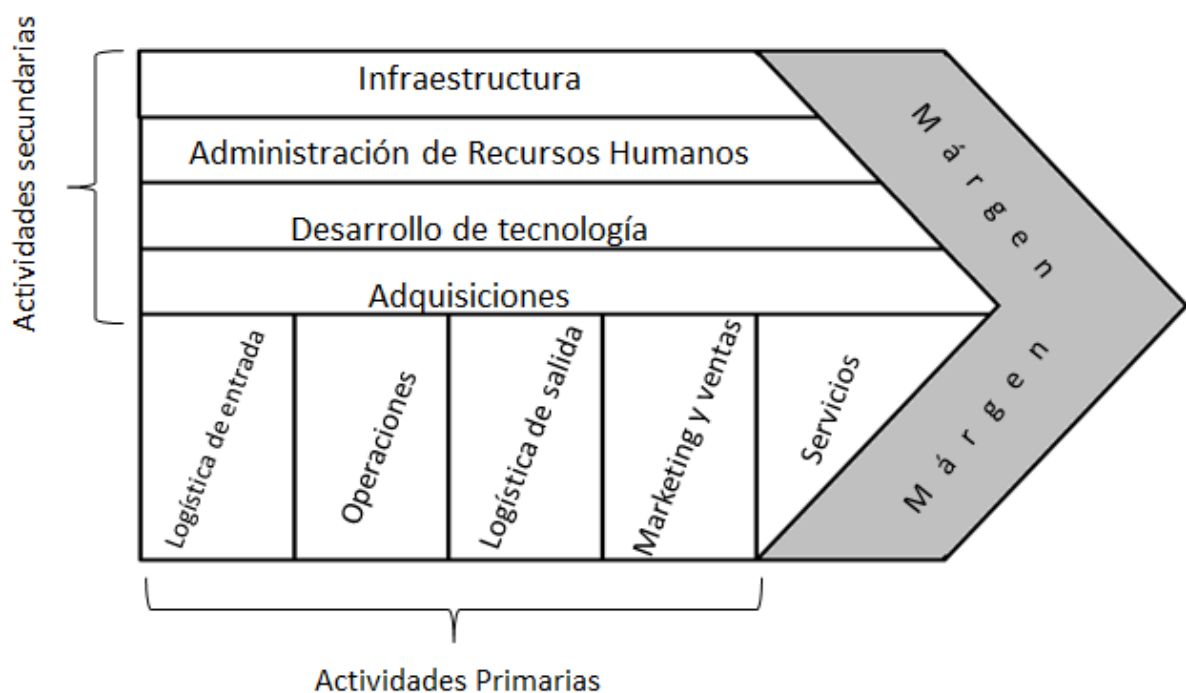 Actividades secundarias
Infraestructura
Administración de Recursos Humanos
Desarrollo de tecnología
Adquisiciones
Logística de entrada
Operaciones
Logística de salida
Marketing y ventas
Servicios
Márgen
Márgen
Actividades Primarias